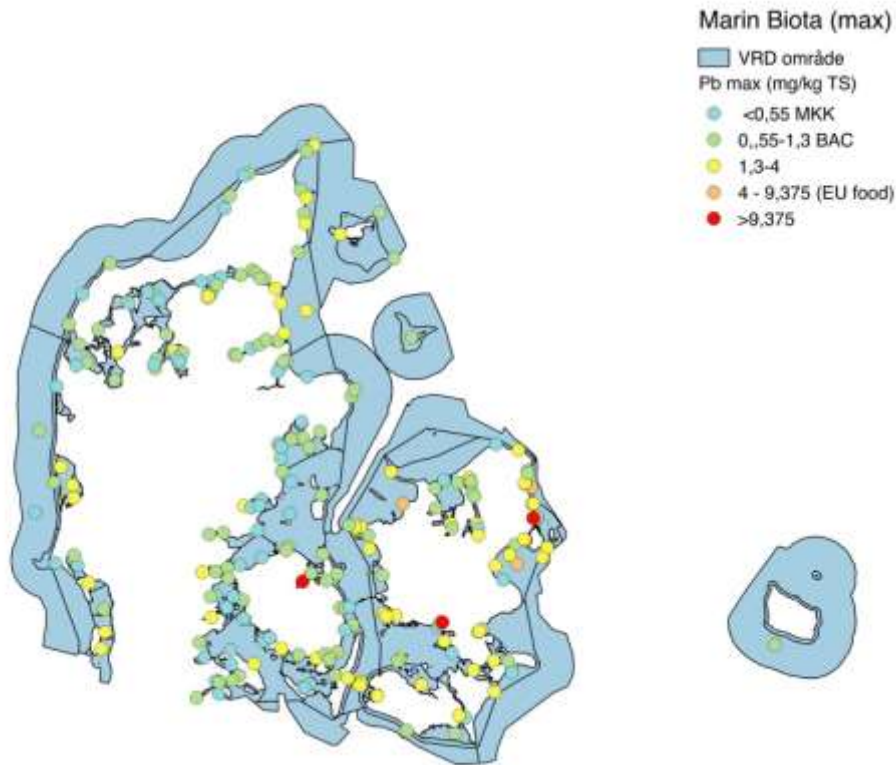 Marin Biota (max)
VRD område
Pb max (mg/kg TS)
<0,55 MKK
0,,55-1,3 BAC
1,3-4
4 - 9,375 (EU food)
>9,375